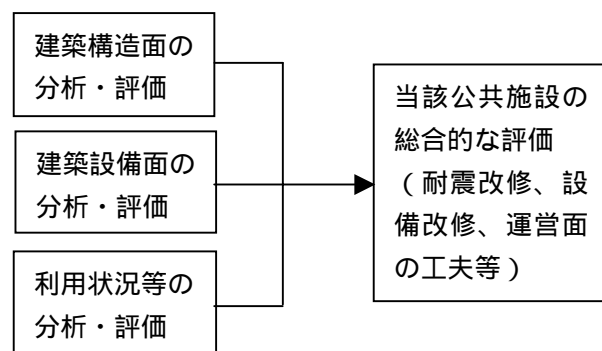 建築構造面の
分析・評価
建築設備面の
分析・評価
利用状況等の
分析・評価
当該公共施設の
総合的な評価
（耐震改修、設
備改修、運営面
の工夫等）